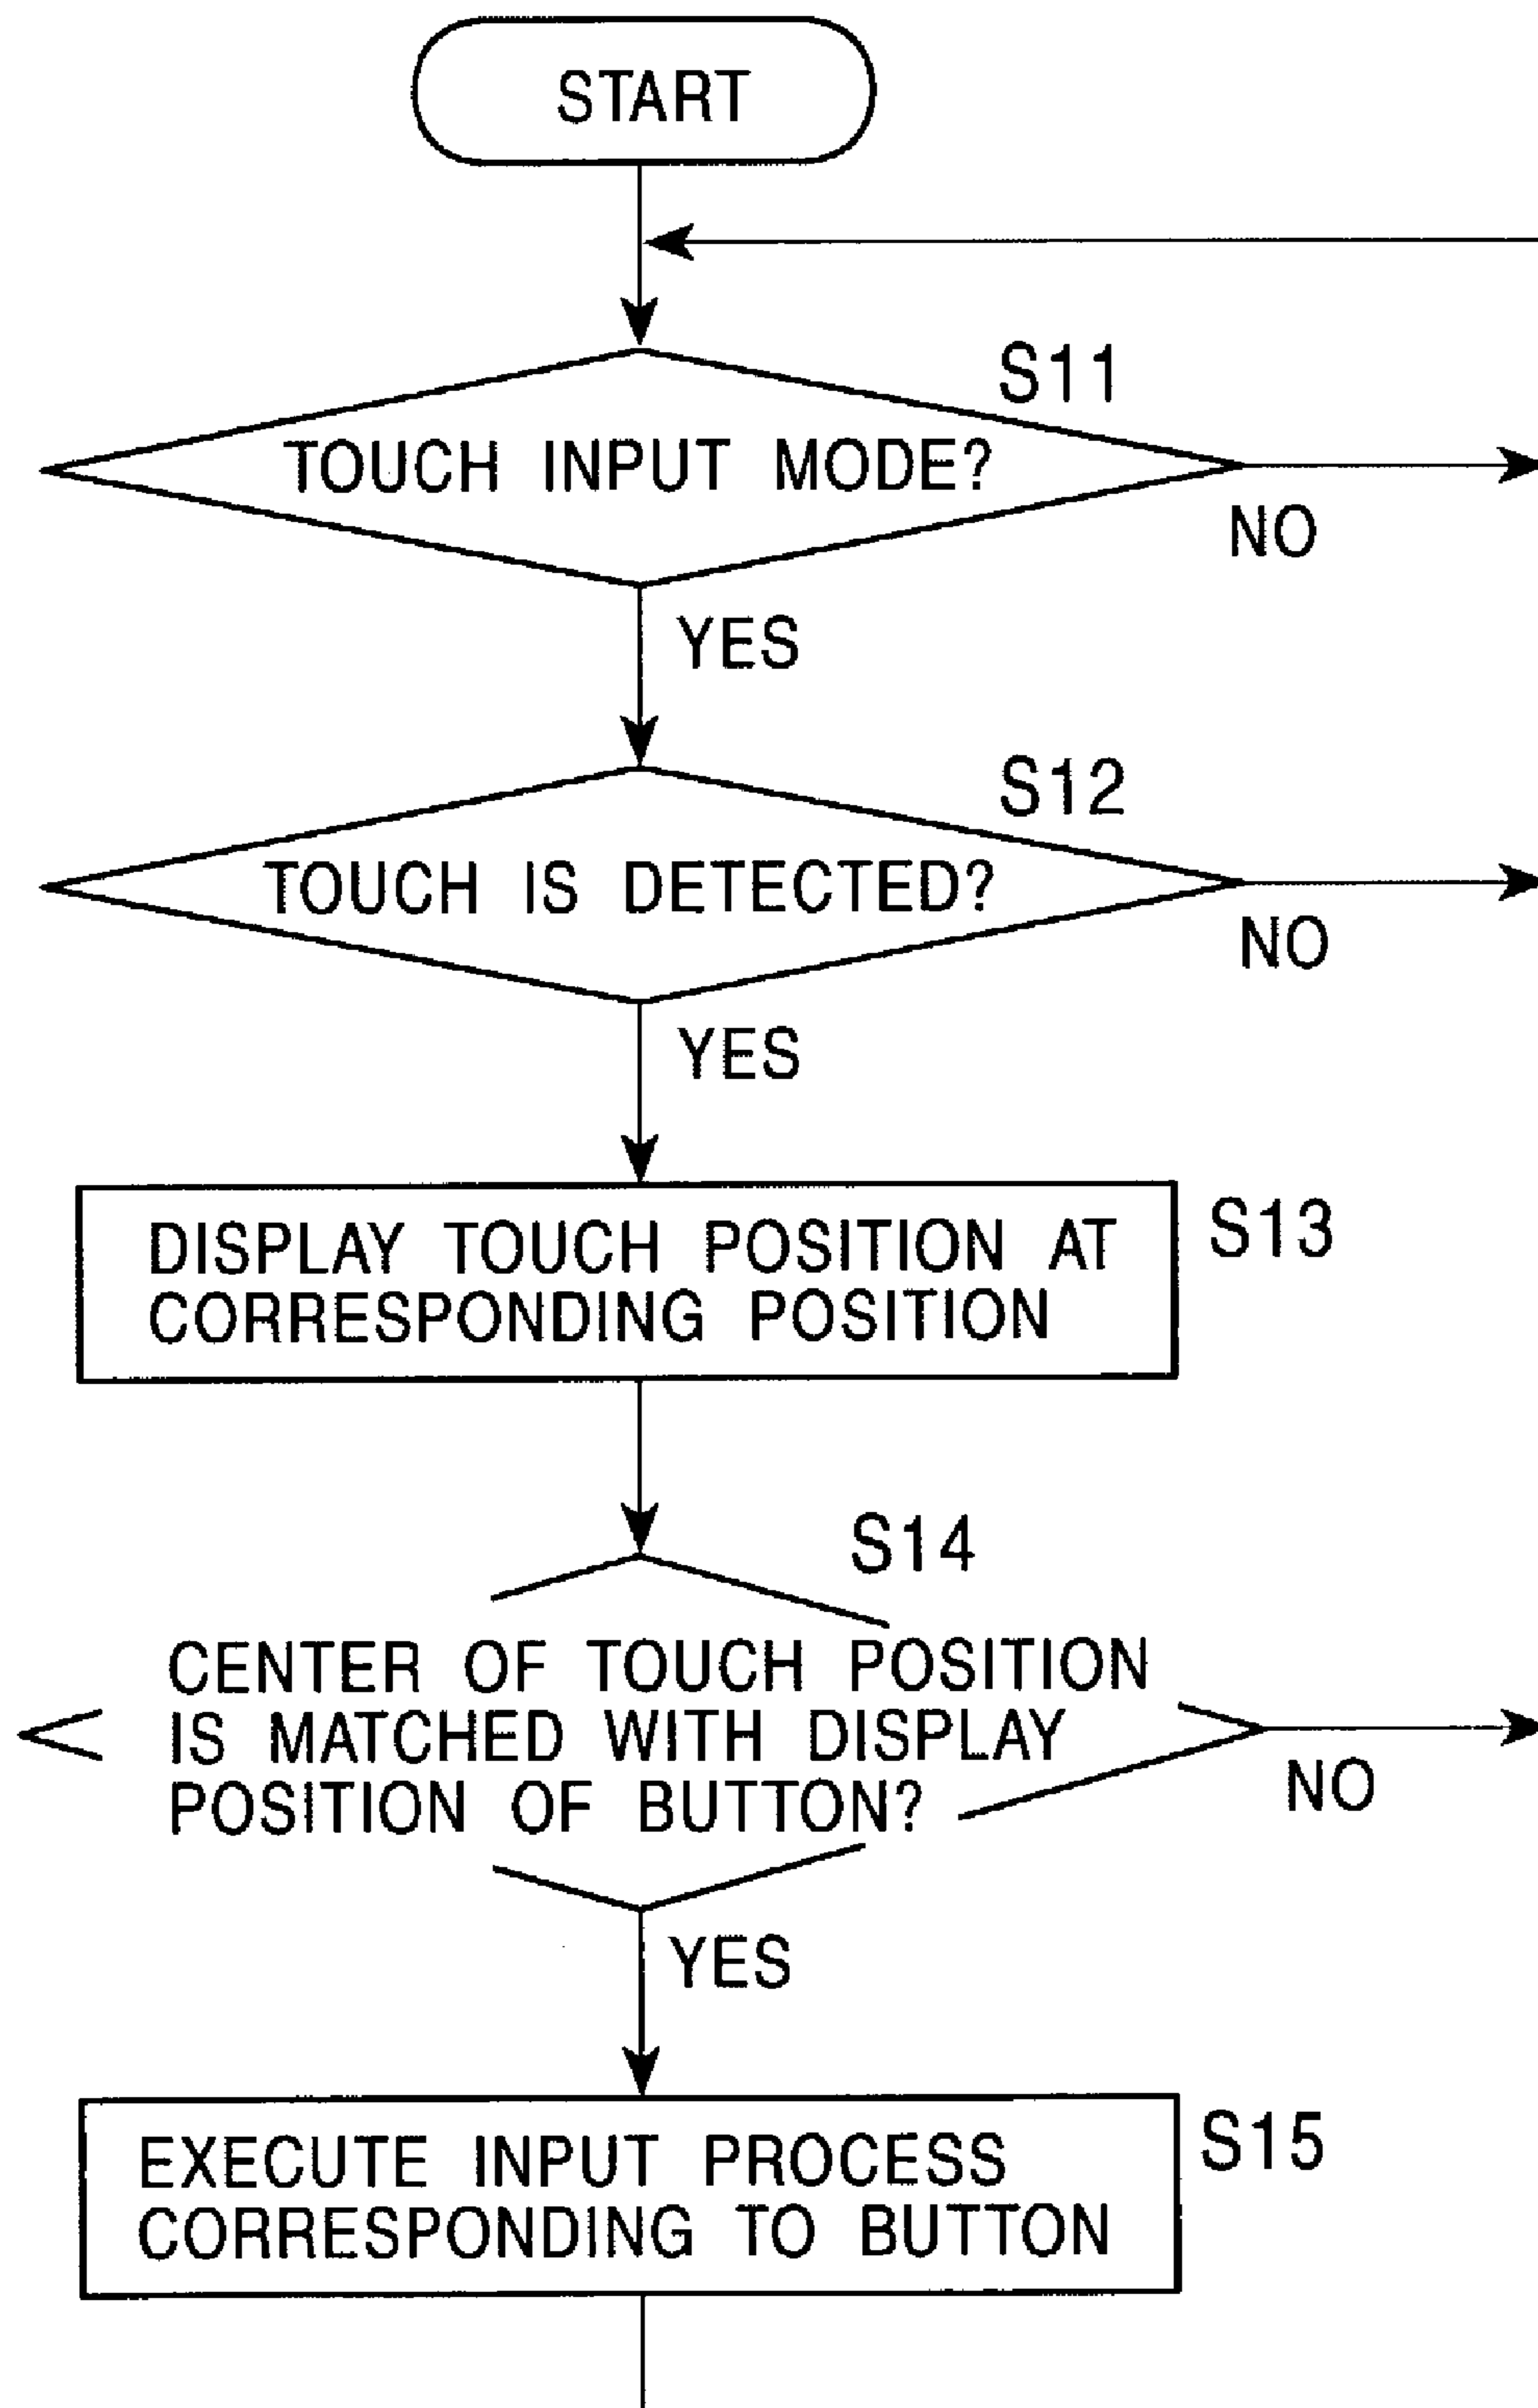 START
S11
TOUCH INPUT MODE?
NO
YES
S12
TOUCH IS DETECTED?
NO
YES
DISPLAY TOUCH POSITION AT
CORRESPONDING POSITION
S13
S14
CENTER OF TOUCH POSITION
IS MATCHED WITH DISPLAY
POSITION OF BUTTON?
NO
YES
EXECUTE INPUT PROCESS
CORRESPONDING TO BUTTON
S15